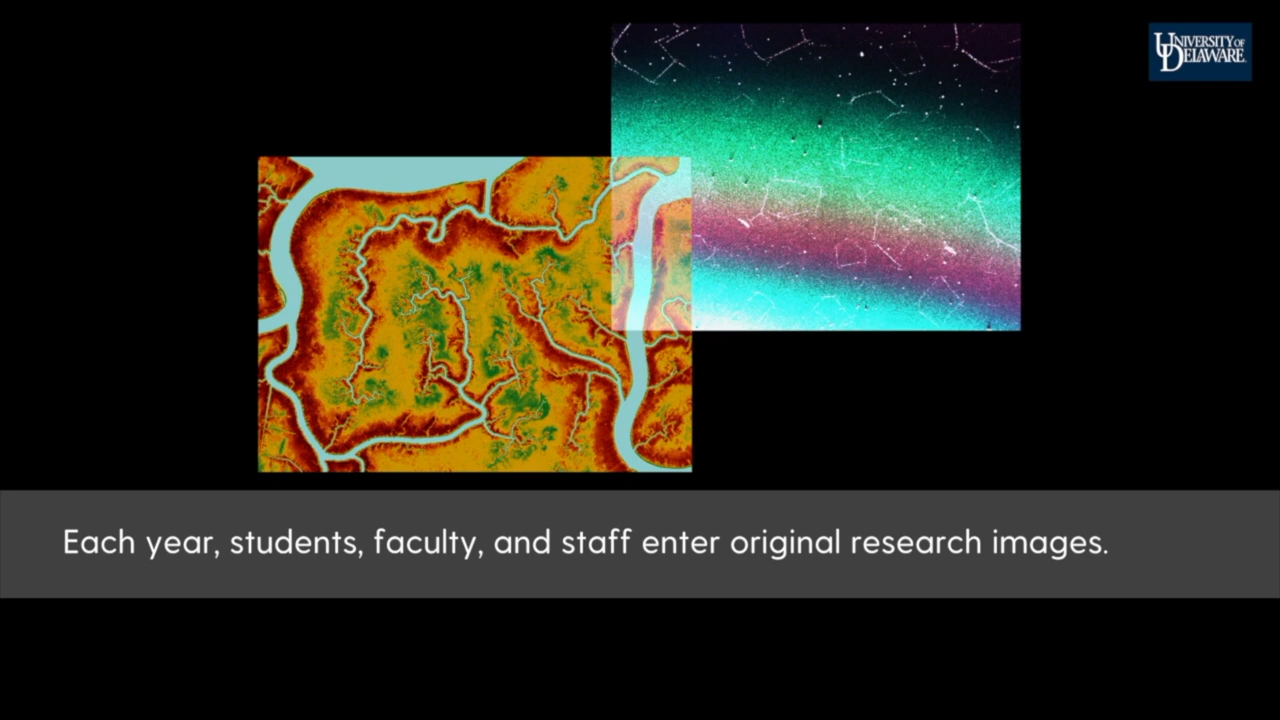 UNIVERSITY OF
DELAWARE
Each year, students, faculty, and staff enter original research images.